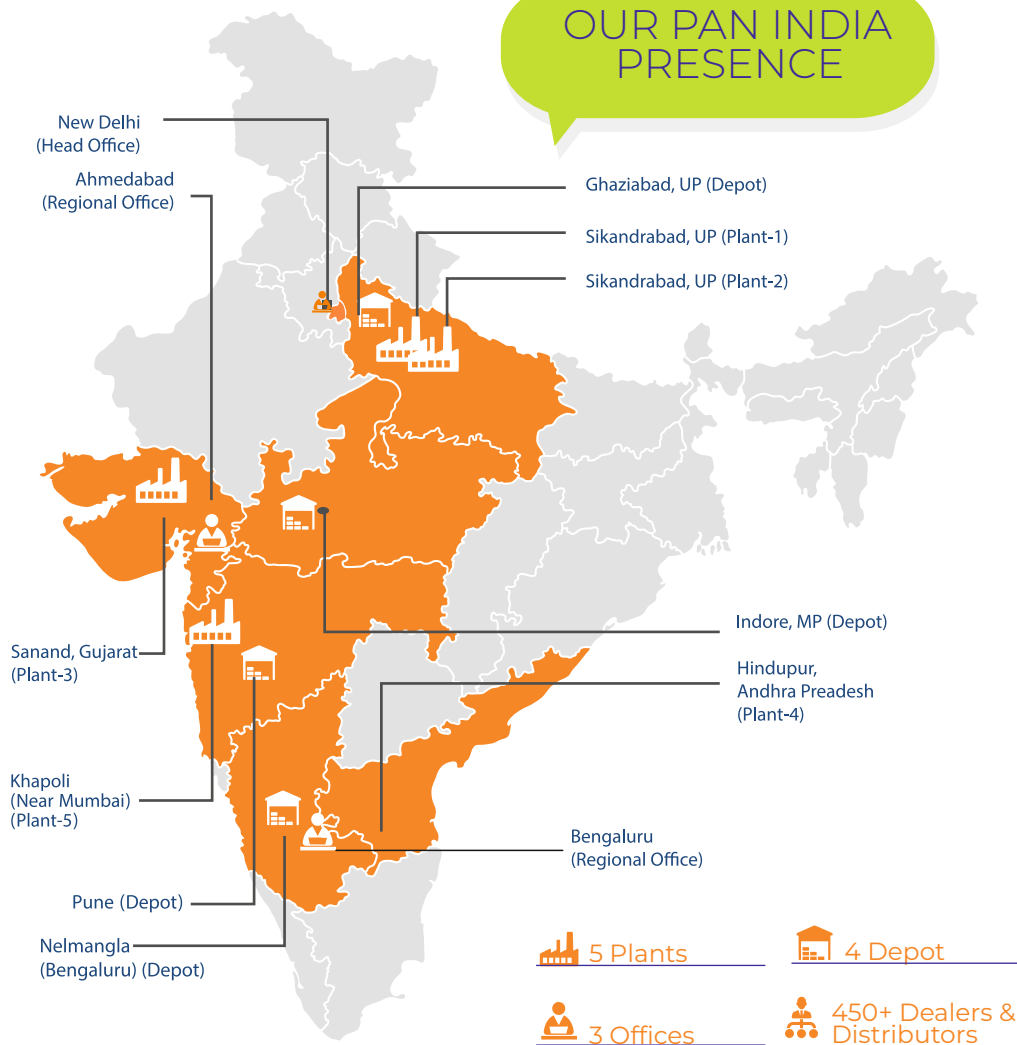 OUR PAN INDIA
PRESENCE
New Delhi
(Head Office)
Ahmedabad
(Regional Office)
Ghaziabad, UP (Depot)
Sikandrabad, UP (Plant-1)
Sikandrabad, UP (Plant-2)
Sanand, Gujarat
(Plant-3)
Indore, MP (Depot)
Hindupur,
Andhra Preadesh
(Plant-4)
Khapoli
(Near Mumbai)
(Plant-5)
Bengaluru
(Regional Office)
Pune (Depot)
Nelmangla
(Bengaluru) (Depot)
5 Plants
4 Depot
3 Offices
450+ Dealers &
Distributors